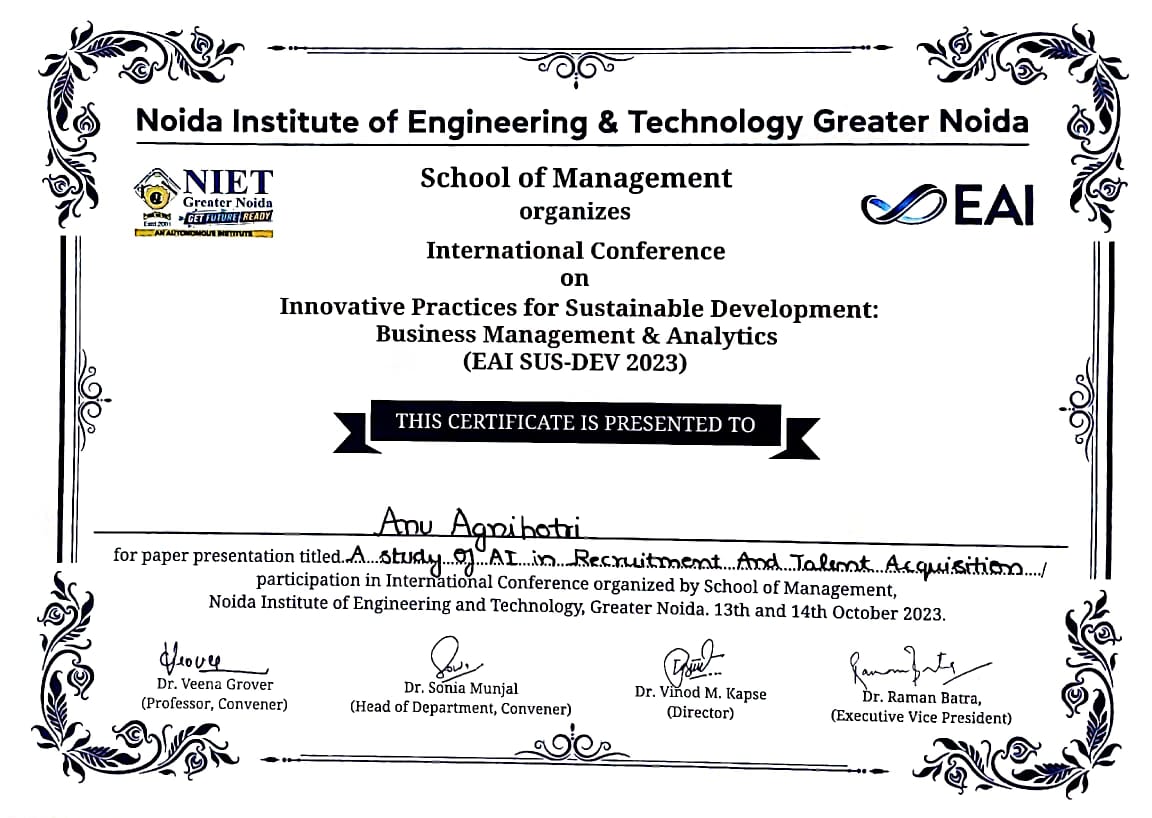 Noida Institute of Engineering & Technology Greater Noida
NIET
Greater Noida
GET FUTURE READY
AN AUTONOMOUS INSTITUTE
School of Management
organizes
EAI
International Conference
on
Innovative Practices for Sustainable Development:
Business Management & Analytics
(EAI SUS-DEV 2023)
THIS CERTIFICATE IS PRESENTED TO
Anu Agnihotri
for paper presentation titled A study of AI in Recruitment And Talent Acquisition /
participation in International Conference organized by School of Management,
Noida Institute of Engineering and Technology, Greater Noida. 13th and 14th October 2023.
Dr. Veena Grover
(Professor, Convener)
Dr. Sonia Munjal
(Head of Department, Convener)
Dr. Vinod M. Kapse
(Director)
Dr. Raman Batra,
(Executive Vice President)